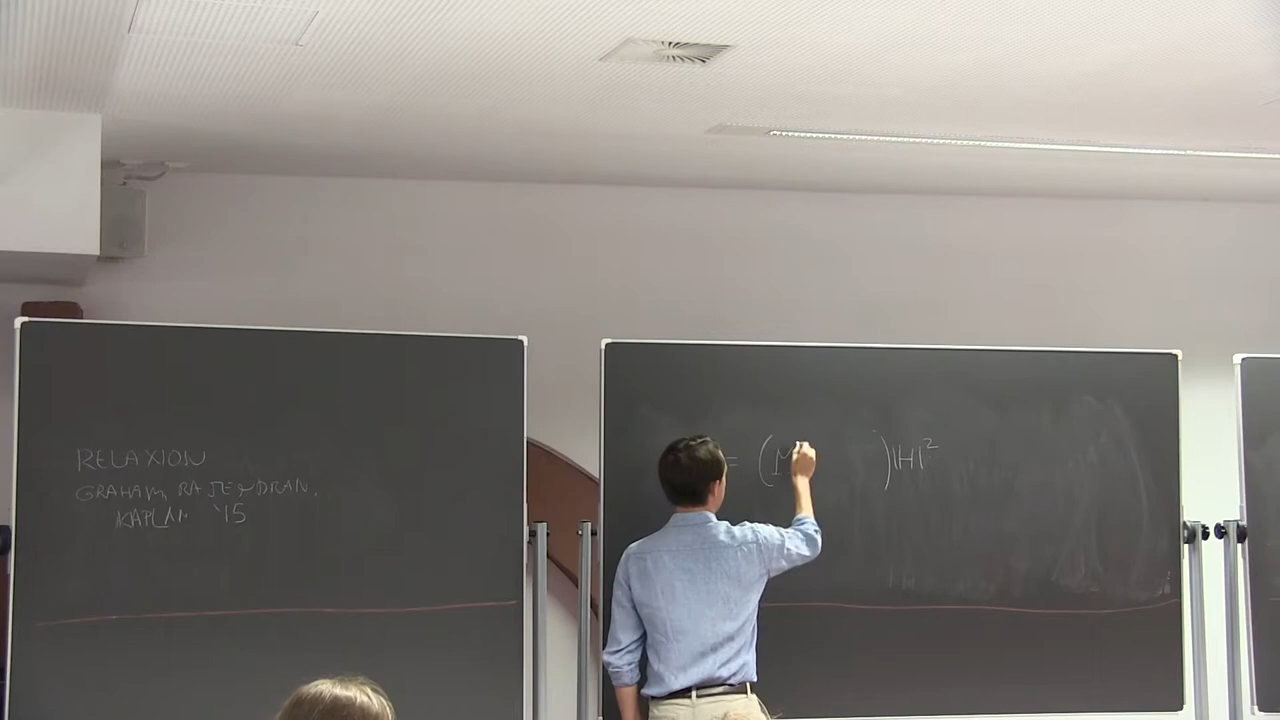 RELAXION
GRAHAM, RAJENDRAN,
KAPLAN '15
= (M )|H|²